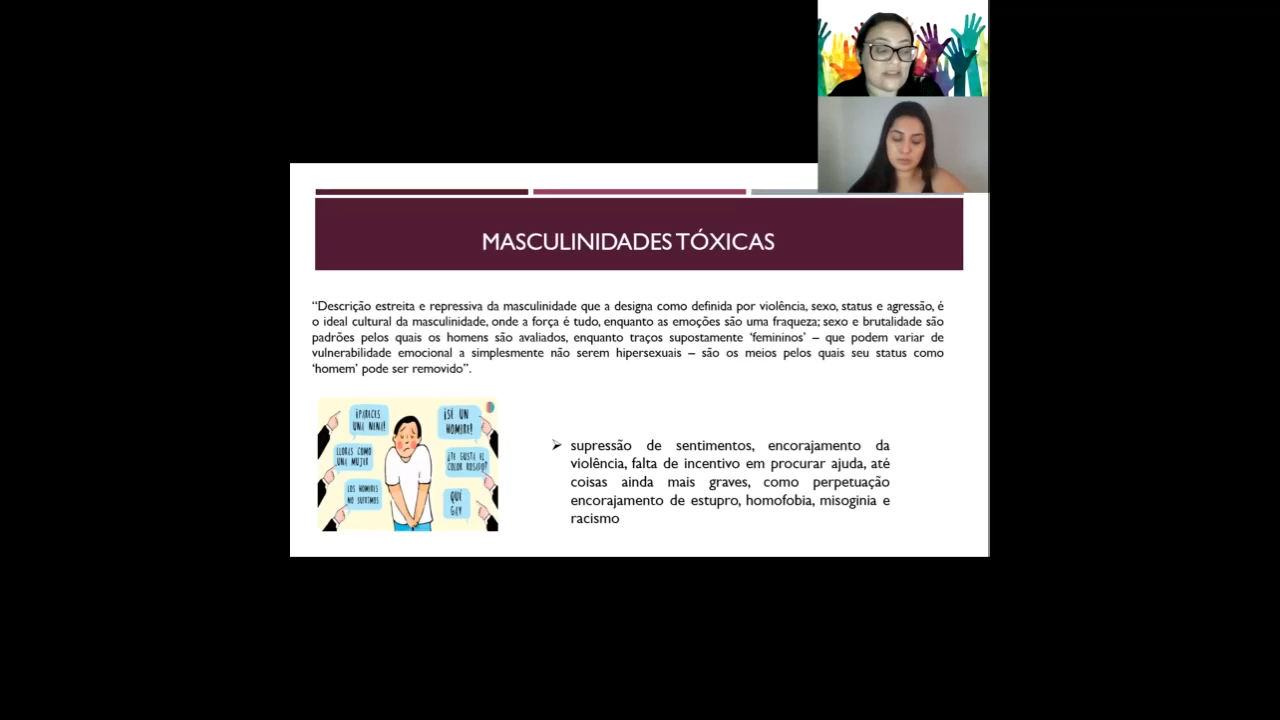 MASCULINIDADES TÓXICAS
“Descrição estreita e repressiva da masculinidade que a designa como definida por violência, sexo, status e agressão, é
o ideal cultural da masculinidade, onde a força é tudo, enquanto as emoções são uma fraqueza; sexo e brutalidade são
padrões pelos quais os homens são avaliados, enquanto traços supostamente ‘femininos’ – que podem variar de
vulnerabilidade emocional a simplesmente não serem hipersexuais – são os meios pelos quais seu status como
‘homem’ pode ser removido”.
¡PARECES
UNA NENA!
LLORAS COMO
UNA MUJER
LOS HOMBRES
NO SUFRIMOS
¡SÉ UN
HOMBRE!
¿TE GUSTA EL
COLOR ROSADO?
QUÉ
GEY
➢ supressão de sentimentos, encorajamento da
violência, falta de incentivo em procurar ajuda, até
coisas ainda mais graves, como perpetuação
encorajamento de estupro, homofobia, misoginia e
racismo